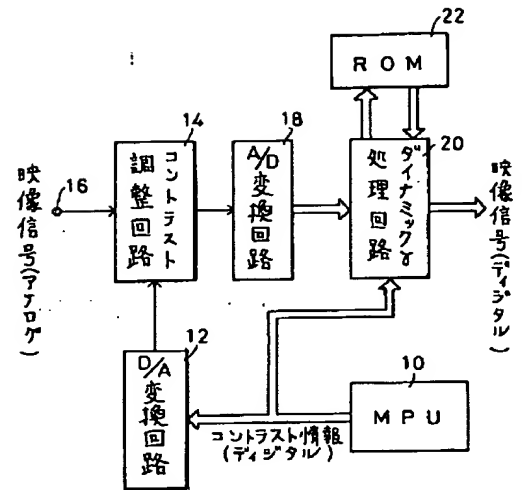 22
ROM
14
コントラスト
調整回路
18
A/D
変換回路
20
ダイナミックγ
処理回路
16
映像信号(アナログ)
映像信号(ディジタル)
12
D/A
変換回路
10
MPU
コントラスト情報
(ディジタル)